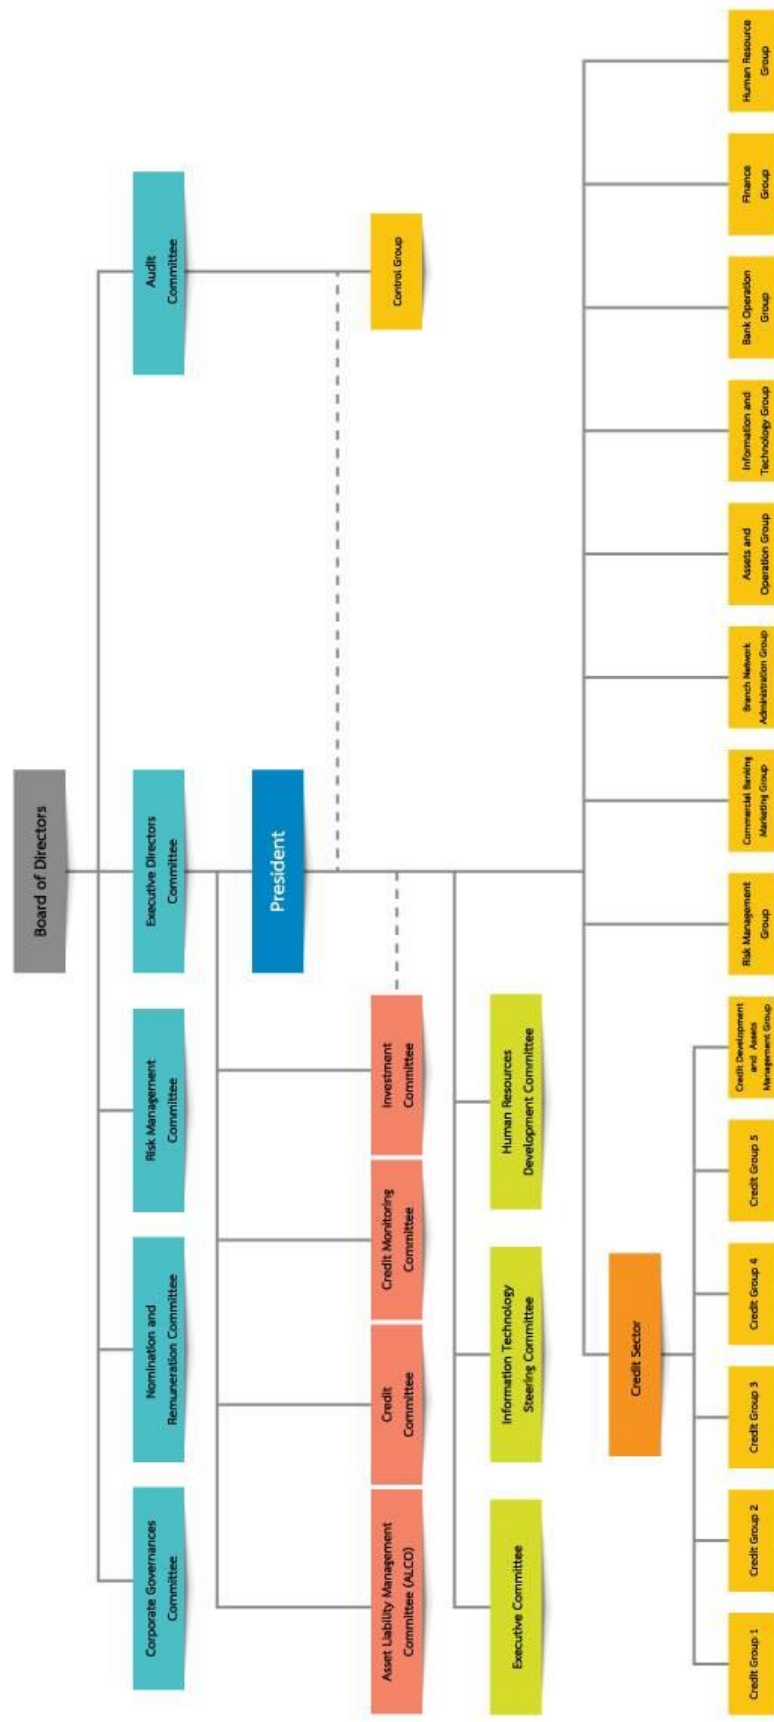 Board of Directors
Corporate Governances
Committee
Nomination and
Remuneration Committee
Risk Management
Committee
Executive Directors
Committee
Audit
Committee
President
Asset Liability Management
Committee (ALCO)
Credit
Committee
Credit Monitoring
Committee
Investment
Committee
Control Group
Executive Committee
Information Technology
Steering Committee
Human Resources
Development Committee
Credit Sector
Credit Group 1
Credit Group 2
Credit Group 3
Credit Group 4
Credit Group 5
Credit Development
and Assets
Management Group
Risk Management
Group
Commercial Banking
Marketing Group
Branch Network
Administration Group
Assets and
Operation Group
Information and
Technology Group
Bank Operation
Group
Finance
Group
Human Resource
Group